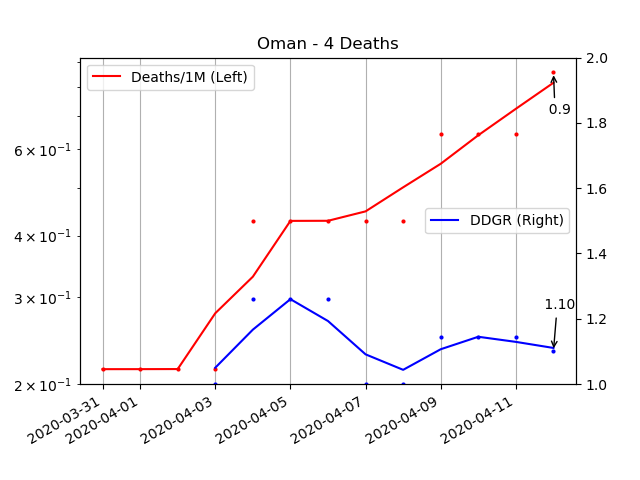 Oman - 4 Deaths
Deaths/1M (Left)
DDGR (Right)
0.9
1.10
6 × 10⁻¹
4 × 10⁻¹
3 × 10⁻¹
2 × 10⁻¹
2.0
1.8
1.6
1.4
1.2
1.0
2020-03-31
2020-04-01
2020-04-03
2020-04-05
2020-04-07
2020-04-09
2020-04-11